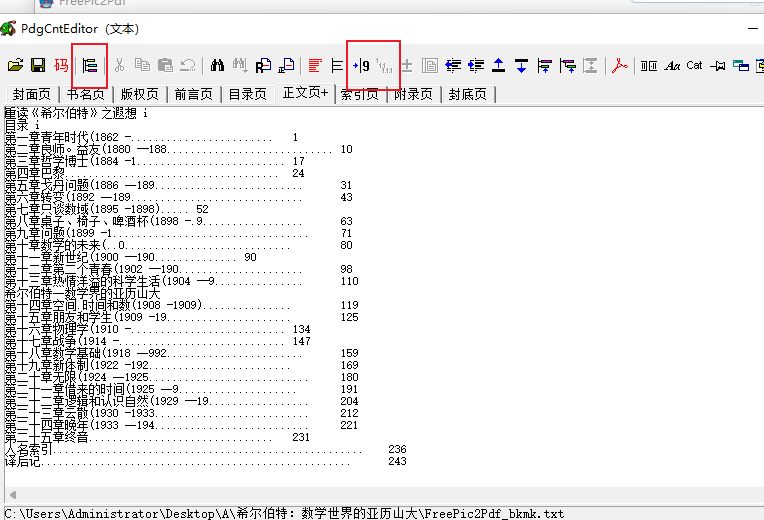 FreePic2Pdf
PdgCntEditor (文本)
码 9 Aa Cat
封面页 书名页 版权页 前言页 目录页 正文页+ 索引页 附录页 封底页
重读《希尔伯特》之遐想 i
目录 i
第一章青年时代(1862 -........................ 1
第二章良师。益友(1880 —188............................ 10
第三章哲学博士(1884 -1..................... 17
第四章巴黎........................... 24
第五章戈丹问题(1886 —189..................... 31
第六章转变(1892 —189........................ 43
第七章只谈数域(1895 -1898)..... 52
第八章桌子、椅子、啤酒杯(1898 -.9................ 63
第九章问题(1899 -1............................ 71
第十章数学的未来(..0........................ 80
第十一章新世纪(1900 —190............ 90
第十二章第二个青春(1902 —190.................. 98
第十三章热情洋溢的科学生活(1904 —9............. 110
希尔伯特—数学界的亚历山大
第十四章空间.时间和数(1908 -1909)............. 119
第十五章朋友和学生(1909 -19................... 125
第十六章物理学(1910 -...................... 134
第十七章战争(1914 -........................ 147
第十八章数学基础(1918 —992................... 159
第十九章新体制(1922 -192..................... 169
第二十章无限(1924 —1925....................... 180
第二十一章借来的时间(1925 —9................. 191
第二十二章逻辑和认识自然(1929 —19.............. 204
第二十三章云散(1930 -1933...................... 212
第二十四章晚年(1933 —194...................... 221
第二十五章终音........................... 231
人名索引.................................................. 236
译后记.............................................. 243
C:\Users\Administrator\Desktop\A\希尔伯特：数学世界的亚历山大\FreePic2Pdf_bkmk.txt